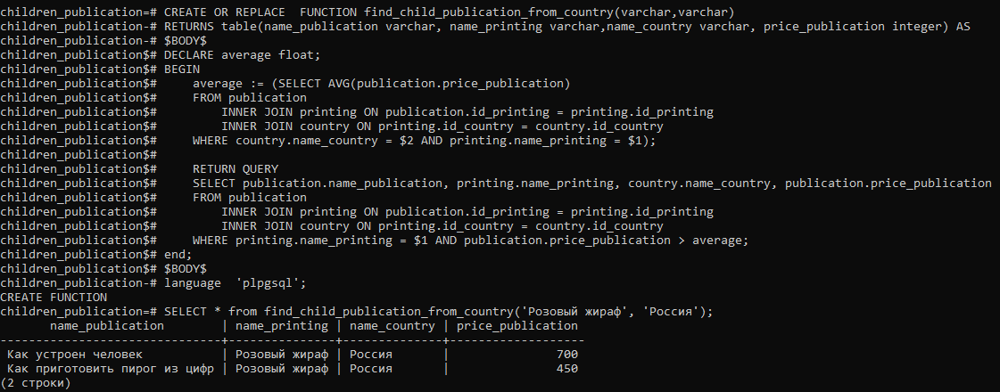 children_publication=# CREATE OR REPLACE  FUNCTION find_child_publication_from_country(varchar,varchar)
children_publication-# RETURNS table(name_publication varchar, name_printing varchar,name_country varchar, price_publication integer) AS
children_publication-# $BODY$
children_publication$# DECLARE average float;
children_publication$# BEGIN
children_publication$#     average := (SELECT AVG(publication.price_publication)
children_publication$#     FROM publication
children_publication$#         INNER JOIN printing ON publication.id_printing = printing.id_printing
children_publication$#         INNER JOIN country ON printing.id_country = country.id_country
children_publication$#     WHERE country.name_country = $2 AND printing.name_printing = $1);
children_publication$#
children_publication$#     RETURN QUERY
children_publication$#     SELECT publication.name_publication, printing.name_printing, country.name_country, publication.price_publication
children_publication$#     FROM publication
children_publication$#         INNER JOIN printing ON publication.id_printing = printing.id_printing
children_publication$#         INNER JOIN country ON printing.id_country = country.id_country
children_publication$#     WHERE printing.name_printing = $1 AND publication.price_publication > average;
children_publication$# end;
children_publication$# $BODY$
children_publication-# language  'plpgsql';
CREATE FUNCTION
children_publication=# SELECT * from find_child_publication_from_country('Розовый жираф', 'Россия');
       name_publication        | name_printing | name_country | price_publication
-------------------------------+---------------+--------------+-------------------
 Как устроен человек           | Розовый жираф | Россия       |               700
 Как приготовить пирог из цифр | Розовый жираф | Россия       |               450
(2 строки)